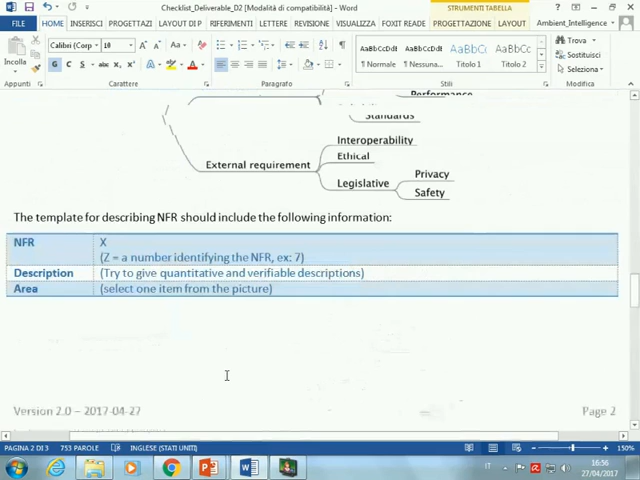 Checklist_Deliverable_D2 [Modalità di compatibilità] - Word
STRUMENTI TABELLA
FILE HOME INSERISCI PROGETTAZI LAYOUT DI P RIFERIMENTI LETTERE REVISIONE VISUALIZZA FOXIT READER PROGETTAZIONE LAYOUT Ambient_Intelligence
Incolla
Calibri (Corp 10
G C S abc
AaBbCcDdI AaBbCcDdI AaBbCc AaBbCc
¶ Normale ¶ Nessuna... Titolo 1 Titolo 2
Trova
Sostituisci
Seleziona
Appunti Carattere Paragrafo Stili Modifica
Performance
Standards
Interoperability
Ethical
External requirement
Legislative
Privacy
Safety
The template for describing NFR should include the following information:
NFR X
(Z = a number identifying the NFR, ex: 7)
Description (Try to give quantitative and verifiable descriptions)
Area (select one item from the picture)
Version 2.0 – 2017-04-27 Page 2
PAGINA 2 DI 3 753 PAROLE INGLESE (STATI UNITI) 150%
IT 16:56
27/04/2017